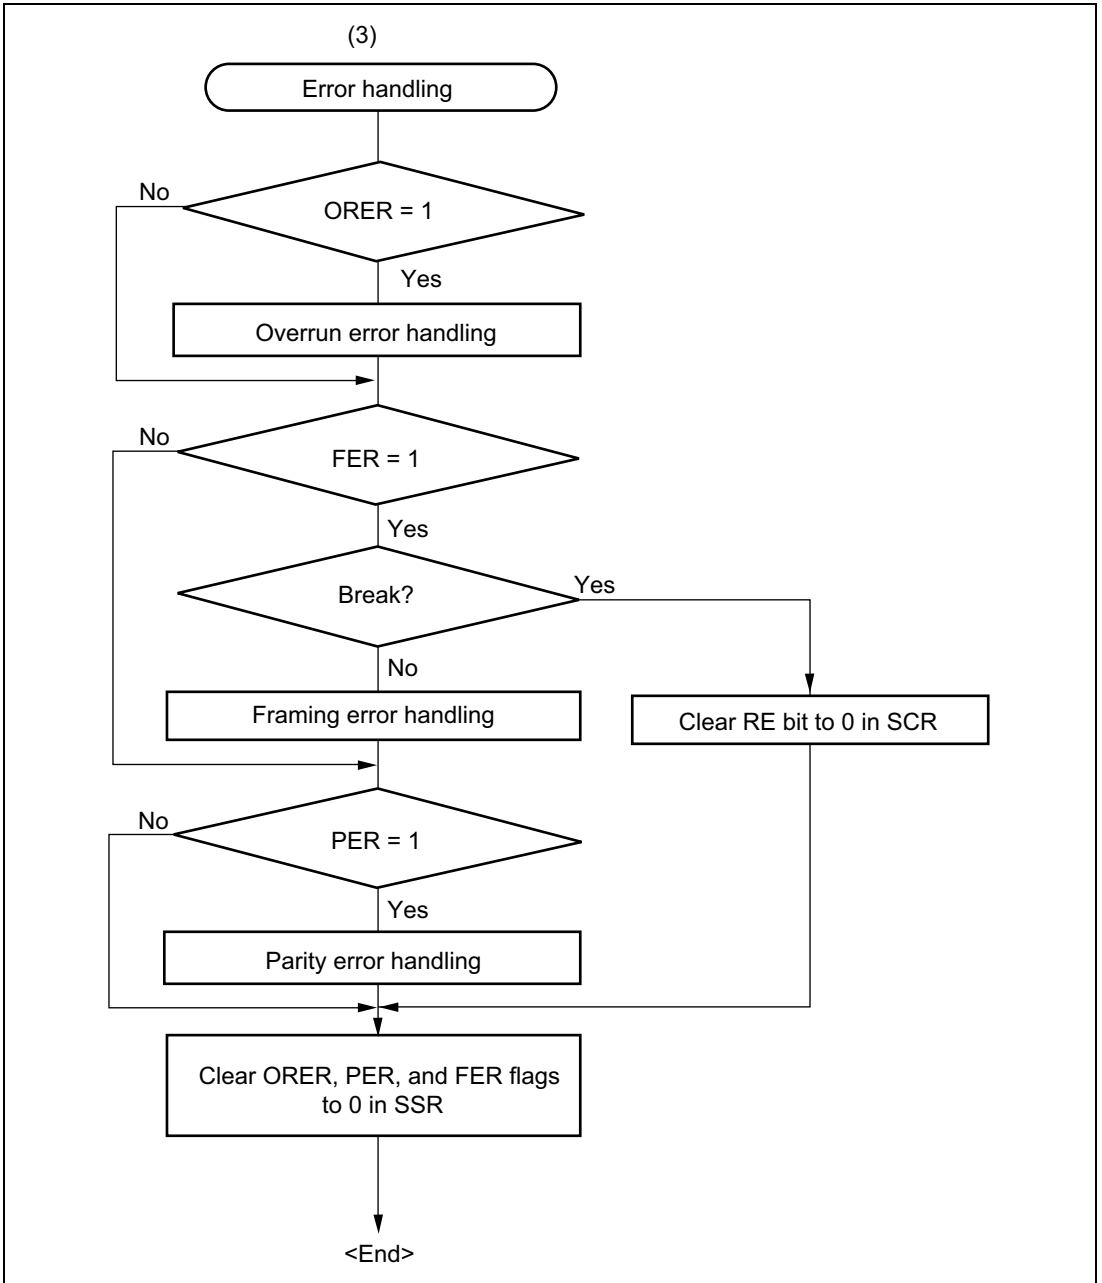 (3)
Error handling
No
ORER = 1
Yes
Overrun error handling
No
FER = 1
Yes
Break?
Yes
No
Framing error handling
Clear RE bit to 0 in SCR
No
PER = 1
Yes
Parity error handling
Clear ORER, PER, and FER flags
to 0 in SSR
<End>